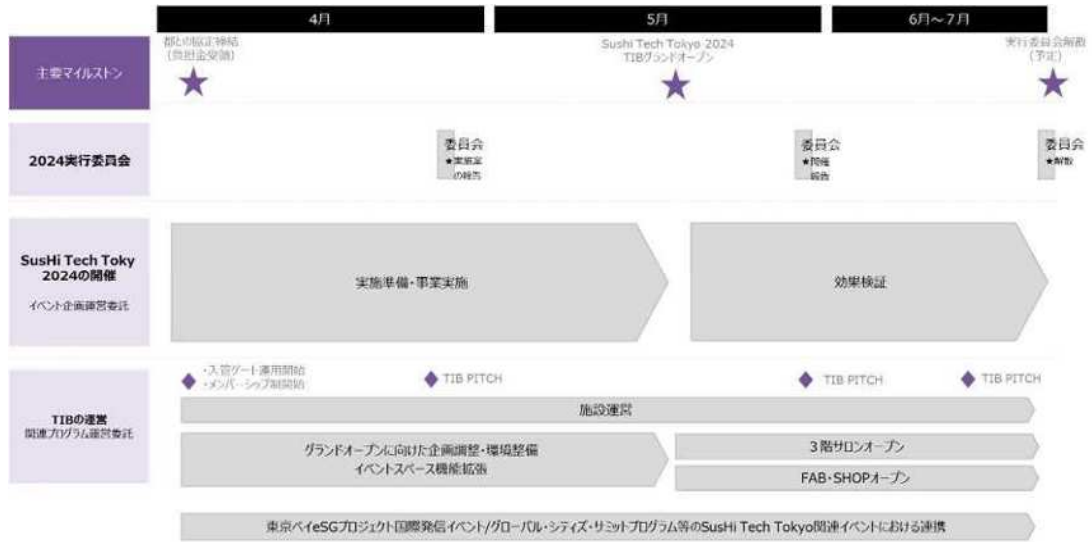 4月
5月
6月～7月
主要マイルストン
都との協定締結
(負担金受領)
Sushi Tech Tokyo 2024
TIBグランドオープン
実行委員会解散
(予定)
2024実行委員会
委員会
★実施案
の報告
委員会
★開催
報告
委員会
★解散
SusHi Tech Toky
2024の開催
イベント企画運営委託
実施準備・事業実施
効果検証
TIBの運営
関連プログラム運営委託
・入管ゲート運用開始
・メンバーシップ制開始
TIB PITCH
TIB PITCH
TIB PITCH
施設運営
グランドオープンに向けた企画調整・環境整備
イベントスペース機能拡張
3階サロンオープン
FAB・SHOPオープン
東京ベイeSGプロジェクト国際発信イベント/グローバル・シティズ・サミットプログラム等のSusHi Tech Tokyo関連イベントにおける連携